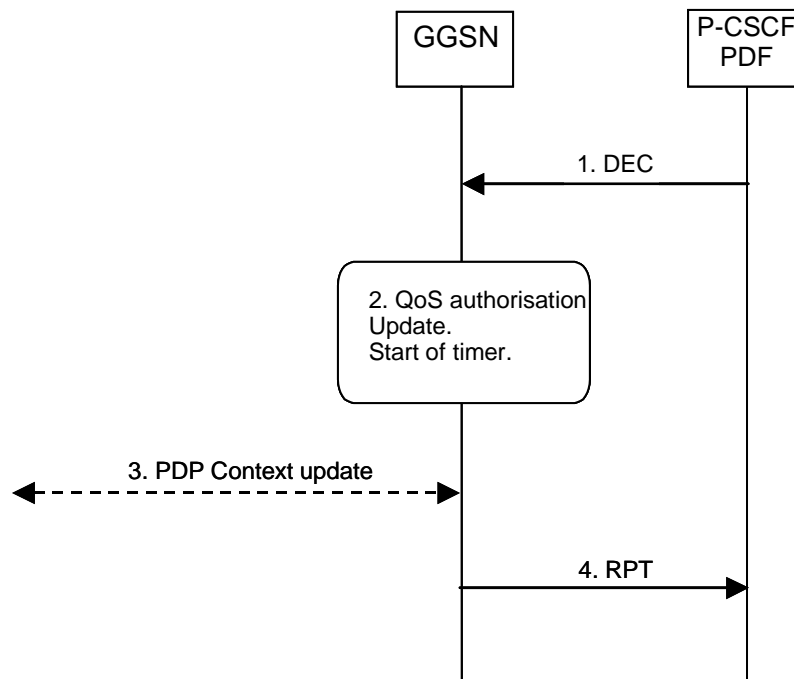 GGSN
P-CSCF
PDF
1. DEC
2. QoS authorisation
Update.
Start of timer.
3. PDP Context update
4. RPT